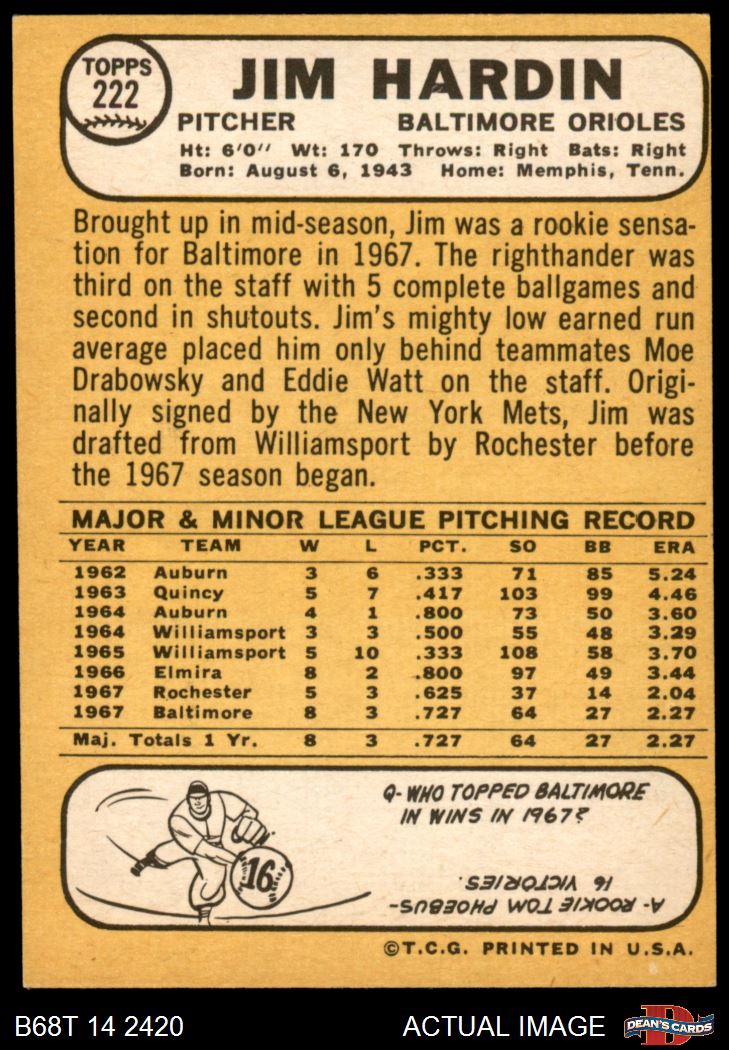 TOPPS
222
JIM HARDIN
PITCHER BALTIMORE ORIOLES
Ht: 6'0" Wt: 170 Throws: Right Bats: Right
Born: August 6, 1943 Home: Memphis, Tenn.
Brought up in mid-season, Jim was a rookie sensa-
tion for Baltimore in 1967. The righthander was
third on the staff with 5 complete ballgames and
second in shutouts. Jim's mighty low earned run
average placed him only behind teammates Moe
Drabowsky and Eddie Watt on the staff. Origi-
nally signed by the New York Mets, Jim was
drafted from Williamsport by Rochester before
the 1967 season began.
MAJOR & MINOR LEAGUE PITCHING RECORD
YEAR TEAM W L PCT. SO BB ERA
1962 Auburn 3 6 .333 71 85 5.24
1963 Quincy 5 7 .417 103 99 4.46
1964 Auburn 4 1 .800 73 50 3.60
1964 Williamsport 3 3 .500 55 48 3.29
1965 Williamsport 5 10 .333 108 58 3.70
1966 Elmira 8 2 .800 97 49 3.44
1967 Rochester 5 3 .625 37 14 2.04
1967 Baltimore 8 3 .727 64 27 2.27
Maj. Totals 1 Yr. 8 3 .727 64 27 2.27
16
Q- WHO TOPPED BALTIMORE
IN WINS IN 1967?
A- ROOKIE TOM PHOEBUS-
16 VICTORIES.
©T.C.G. PRINTED IN U.S.A.
B68T 14 2420 ACTUAL IMAGE
DEAN'S CARDS